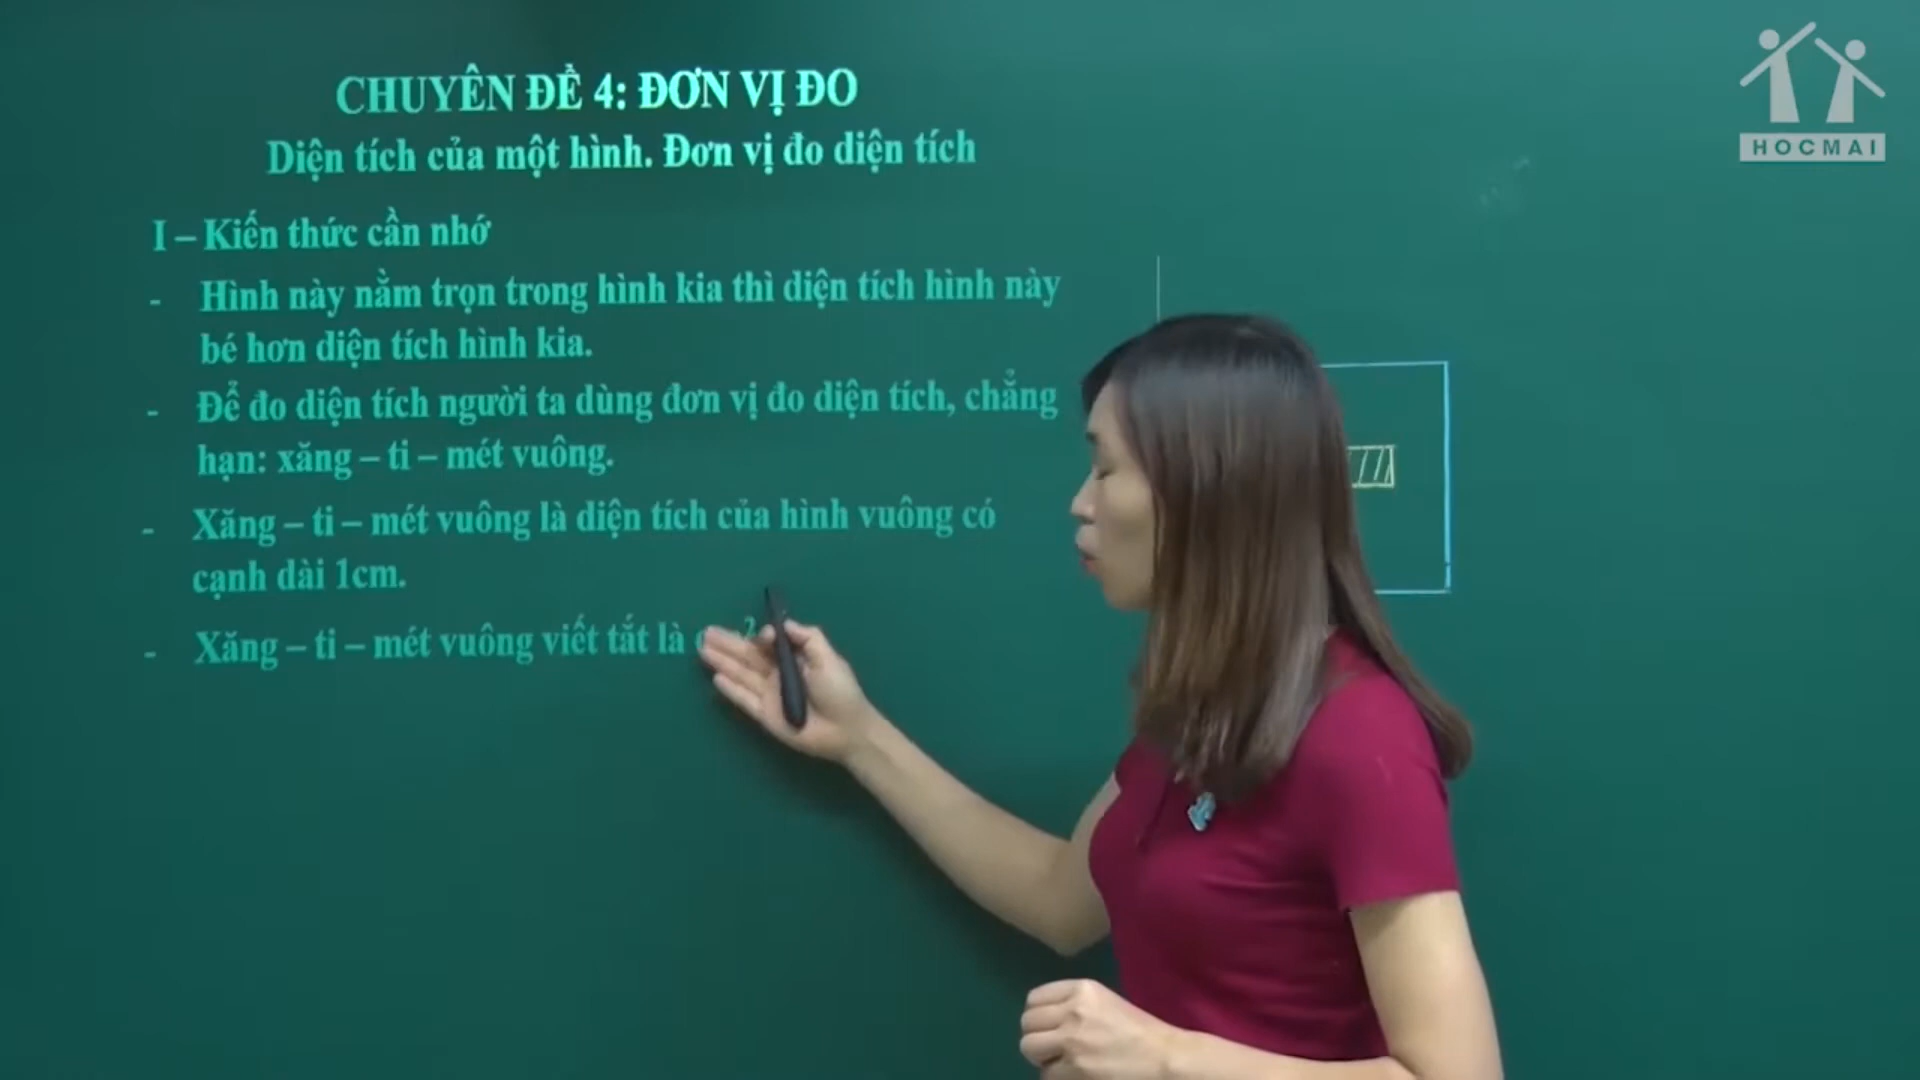 CHUYÊN ĐỀ 4: ĐƠN VỊ ĐO
Diện tích của một hình. Đơn vị đo diện tích
I – Kiến thức cần nhớ
- Hình này nằm trọn trong hình kia thì diện tích hình này
bé hơn diện tích hình kia.
- Để đo diện tích người ta dùng đơn vị đo diện tích, chẳng
hạn: xăng – ti – mét vuông.
- Xăng – ti – mét vuông là diện tích của hình vuông có
cạnh dài 1cm.
- Xăng – ti – mét vuông viết tắt là
HOCMAI